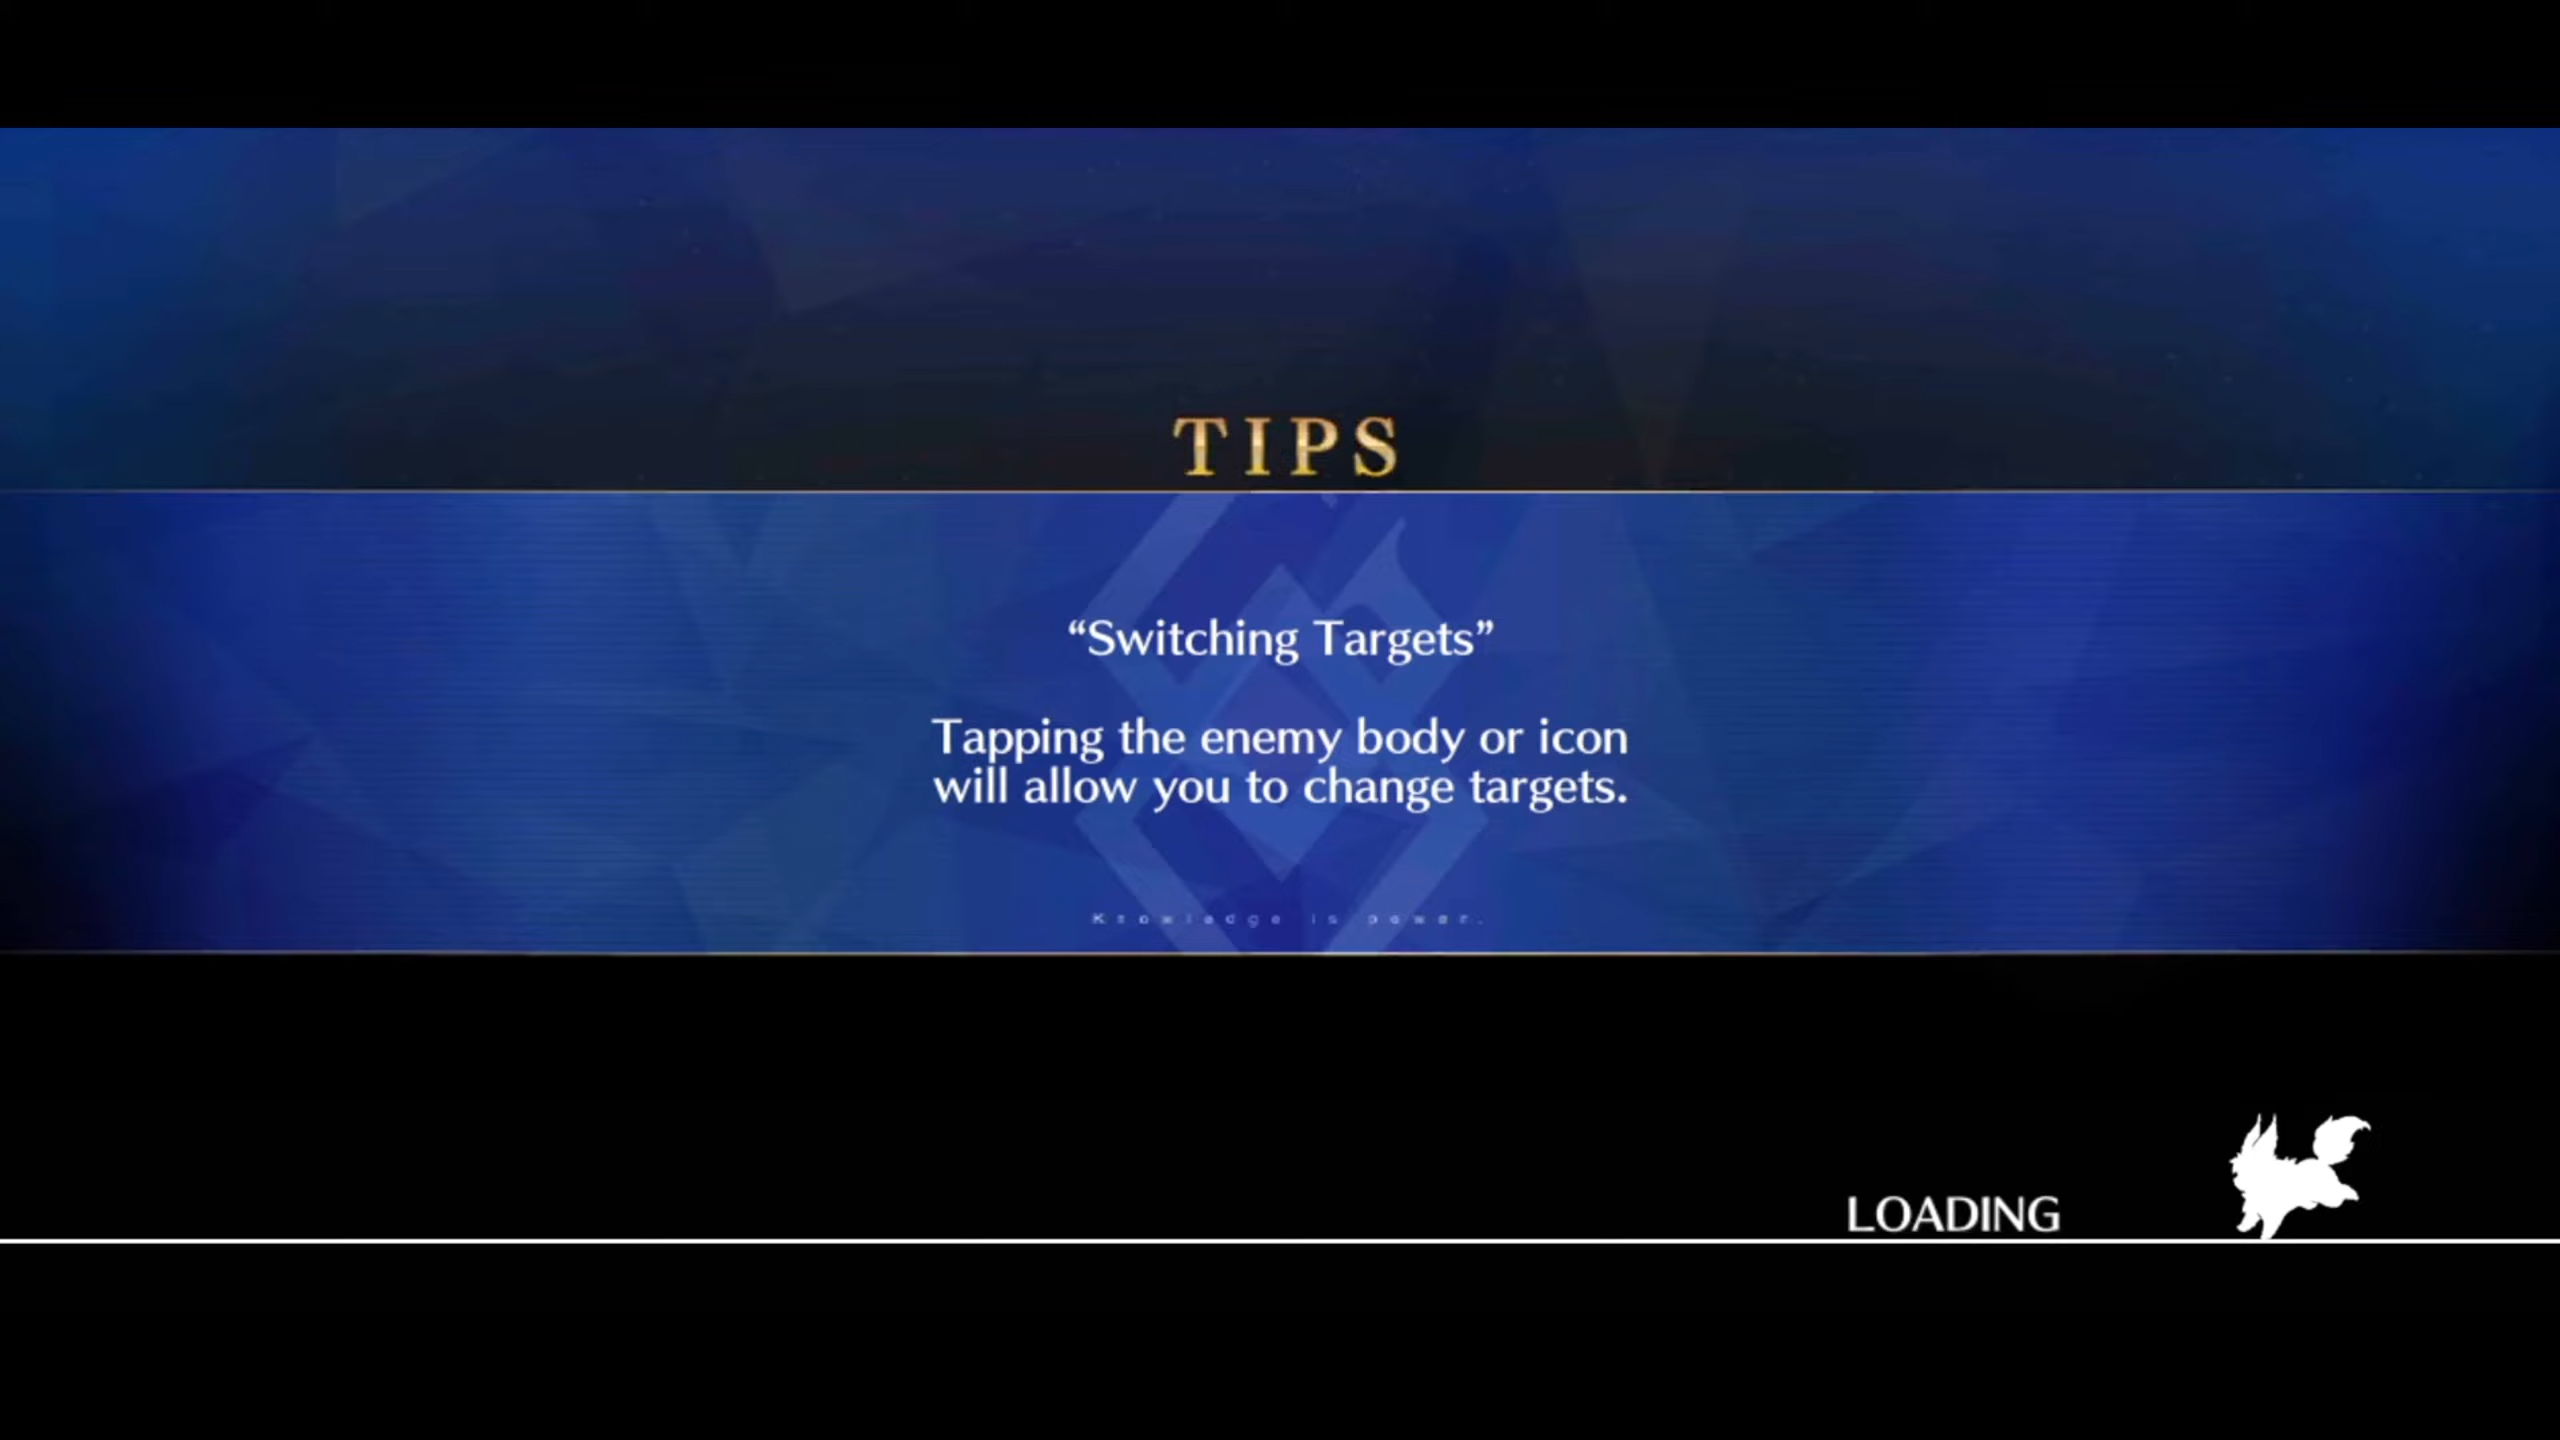 TIPS
“Switching Targets”
Tapping the enemy body or icon
will allow you to change targets.
Knowledge is power.
LOADING